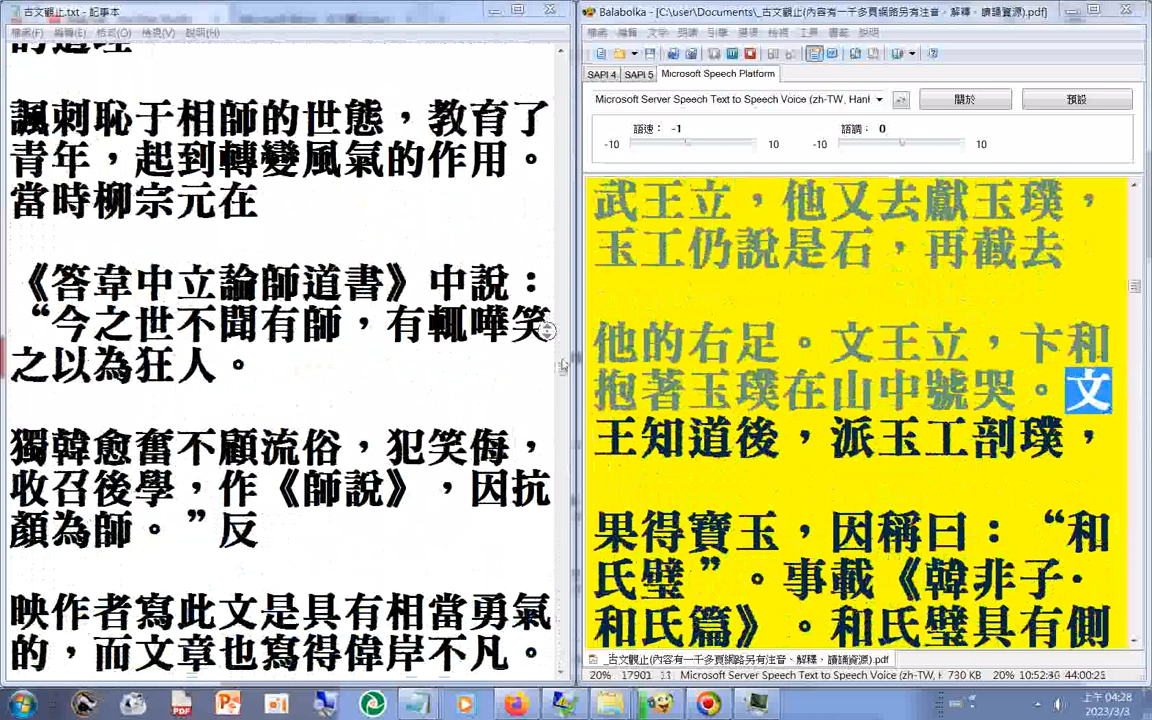 古文觀止.txt - 記事本
檔案(F) 編輯(E) 格式(O) 檢視(V) 說明(H)
的道理
諷刺恥于相師的世態，教育了
青年，起到轉變風氣的作用。
當時柳宗元在
《答韋中立論師道書》中說：
“今之世不聞有師，有輒嘩笑
之以為狂人。
獨韓愈奮不顧流俗，犯笑侮，
收召後學，作《師說》，因抗
顏為師。”反
映作者寫此文是具有相當勇氣
的，而文章也寫得偉岸不凡。
Balabolka - [C:\user\Documents\_古文觀止(內容有一千多頁網路另有注音、解釋、讀誦資源).pdf]
SAPI 4 SAPI 5 Microsoft Speech Platform
Microsoft Server Speech Text to Speech Voice (zh-TW, Hanl
關於
預設
語速： -1
語調： 0
-10 10 -10 10
武王立，他又去獻玉璞，
玉工仍說是石，再截去
他的右足。文王立，卞和
抱著玉璞在山中號哭。文
王知道後，派玉工剖璞，
果得寶玉，因稱曰：“和
氏璧”。事載《韓非子·
和氏篇》。和氏璧具有側
_古文觀止(內容有一千多頁網路另有注音、解釋、讀誦資源).pdf
20% 17901 : 11 Microsoft Server Speech Text to Speech Voice (zh-TW, H 730 KB 20% 10:52:36 44:00:21
上午 04:28
2023/3/3